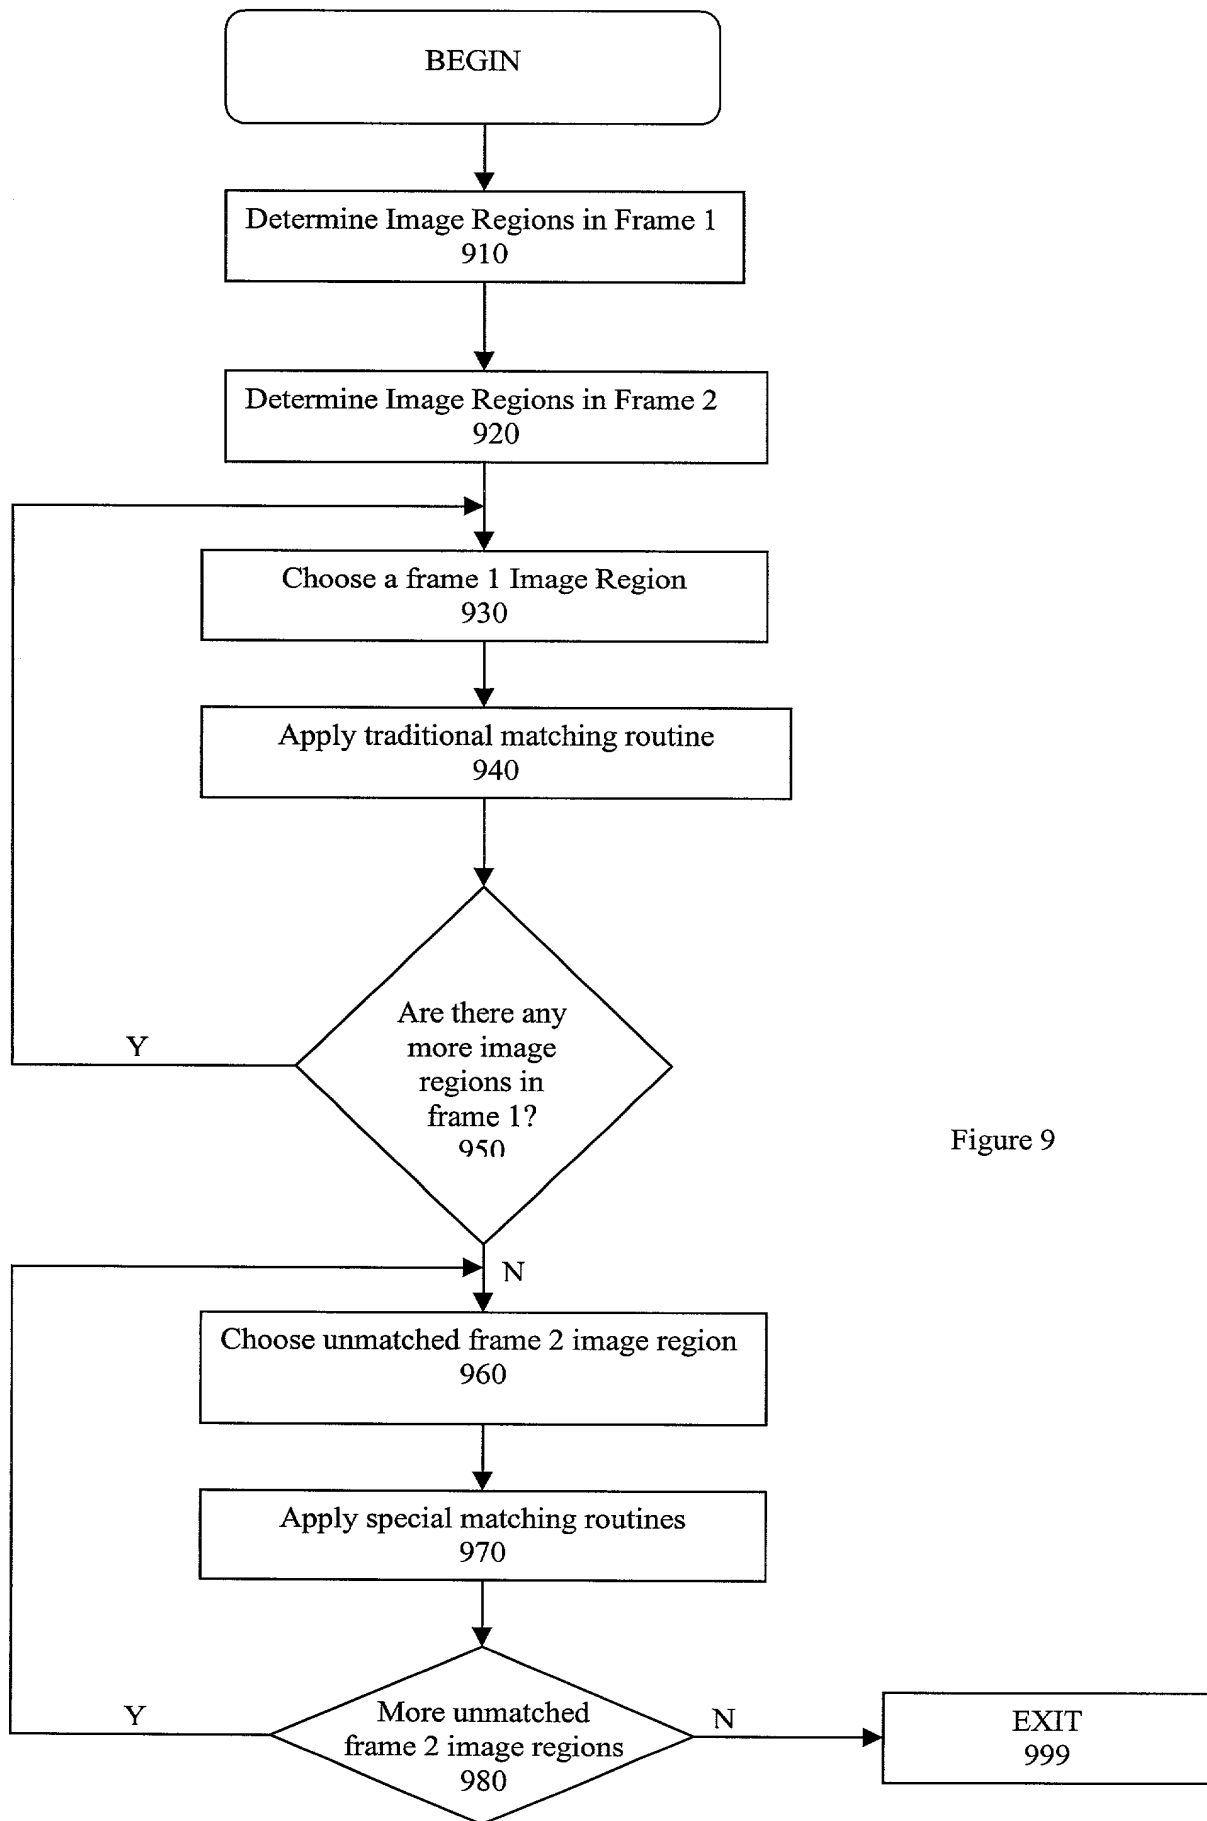 BEGIN
Determine Image Regions in Frame 1
910
Determine Image Regions in Frame 2
920
Choose a frame 1 Image Region
930
Apply traditional matching routine
940
Are there any
more image
regions in
frame 1?
950
Y
Figure 9
N
Choose unmatched frame 2 image region
960
Apply special matching routines
970
More unmatched
frame 2 image regions
980
Y
N
EXIT
999